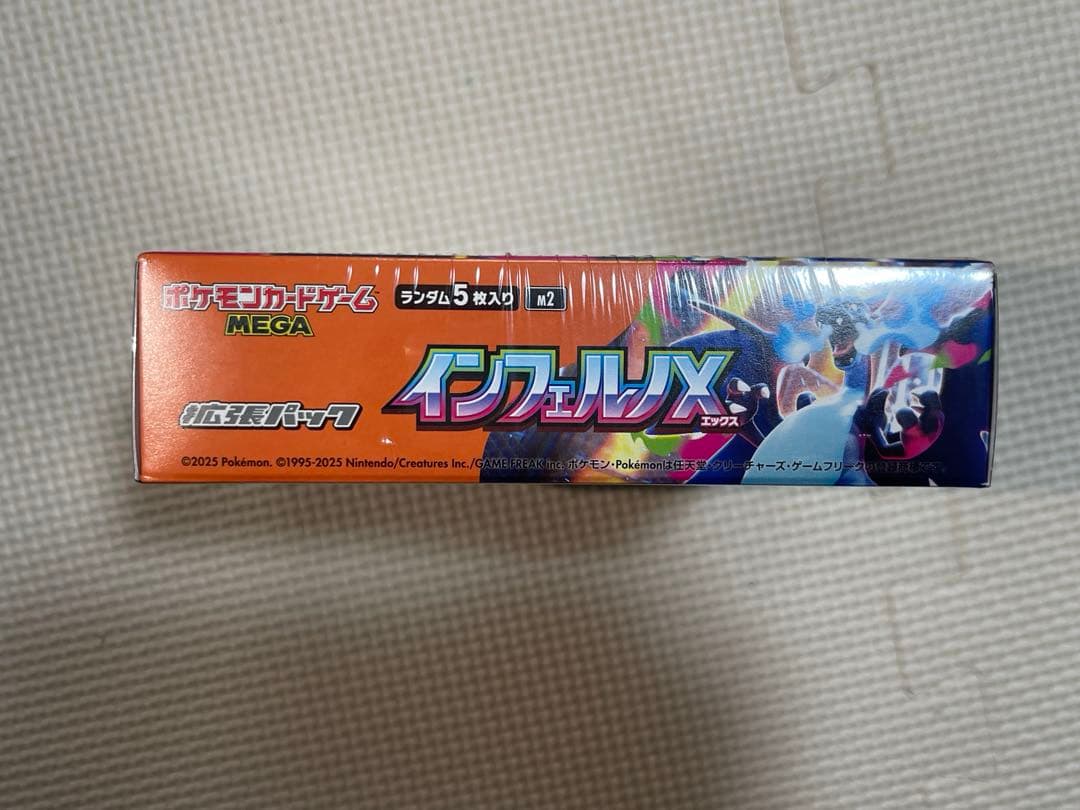 ポケモンカードゲーム
MEGA
ランダム5枚入り
M2
拡張パック
インフェルノX
エックス
©2025 Pokémon. ©1995-2025 Nintendo/Creatures Inc./GAME FREAK inc. ポケモン・Pokémonは任天堂・クリーチャーズ・ゲームフリークの